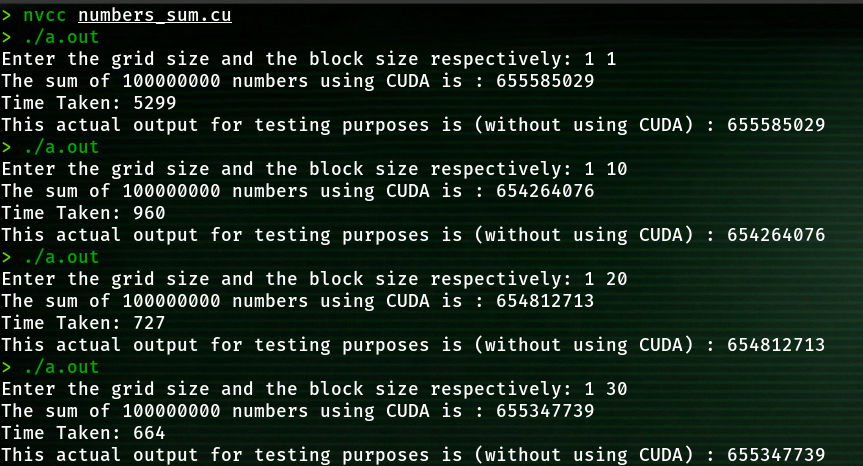 > nvcc numbers_sum.cu
> ./a.out
Enter the grid size and the block size respectively: 1 1
The sum of 100000000 numbers using CUDA is : 655585029
Time Taken: 5299
This actual output for testing purposes is (without using CUDA) : 655585029
> ./a.out
Enter the grid size and the block size respectively: 1 10
The sum of 100000000 numbers using CUDA is : 654264076
Time Taken: 960
This actual output for testing purposes is (without using CUDA) : 654264076
> ./a.out
Enter the grid size and the block size respectively: 1 20
The sum of 100000000 numbers using CUDA is : 654812713
Time Taken: 727
This actual output for testing purposes is (without using CUDA) : 654812713
> ./a.out
Enter the grid size and the block size respectively: 1 30
The sum of 100000000 numbers using CUDA is : 655347739
Time Taken: 664
This actual output for testing purposes is (without using CUDA) : 655347739